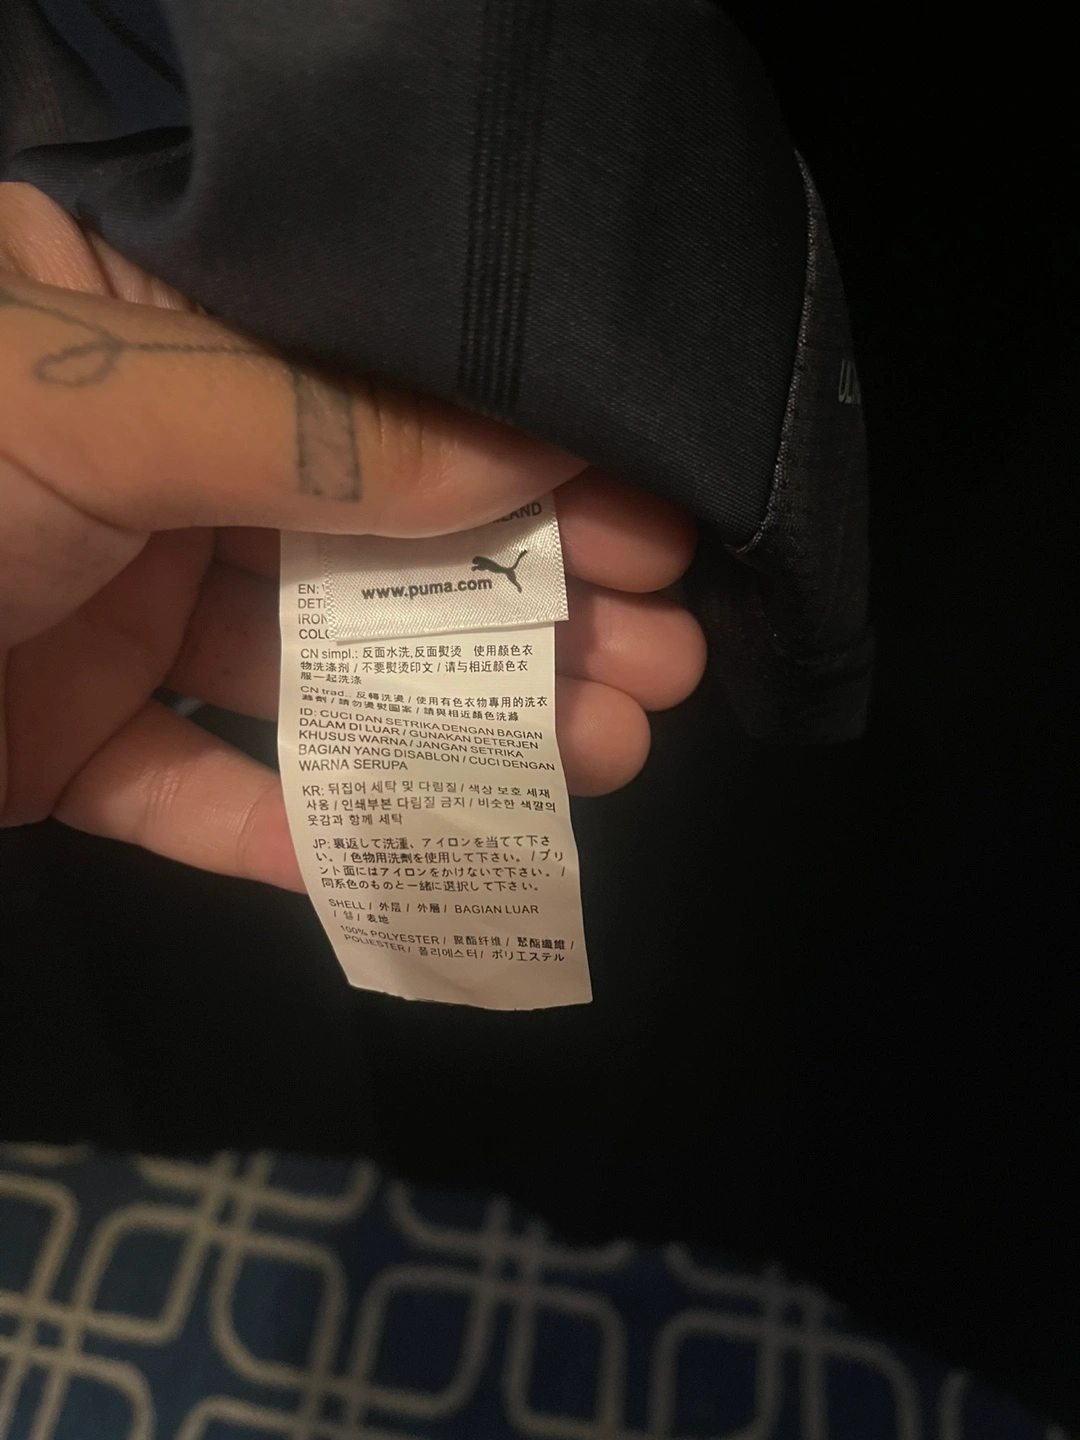 www.puma.com
EN:
IRON
CN simpl.: 反面水洗,反面熨烫 使用颜色衣
物洗涤剂 / 不要熨烫印文 / 请与相近颜色衣
服一起洗涤
CN trad.: 反轉洗燙 / 使用有色衣物專用的洗衣
滌劑 / 請勿燙熨圖案 / 請與相近顏色洗滌
ID: CUCI DAN SETRIKA DENGAN BAGIAN
DALAM DI LUAR / GUNAKAN DETERJEN
KHUSUS WARNA / JANGAN SETRIKA
BAGIAN YANG DISABLON / CUCI DENGAN
WARNA SERUPA
KR: 뒤집어 세탁 및 다림질 / 색상 보호 세재
사용 / 인쇄부분 다림질 금지 / 비슷한 색깔의
옷감과 함께 세탁
JP: 裏返して洗濯、アイロンを当てて下さ
い。/ 色物用洗剤を使用して下さい。/ プリ
ント面にはアイロンをかけないで下さい。/
同系色のものと一緒に選択して下さい。
SHELL / 外层 / 外層 / BAGIAN LUAR
/ 쉘 / 表地
100% POLYESTER / 聚酯纤维 / 聚酯纖維 /
POLIESTER / 폴리에스터 / ポリエステル